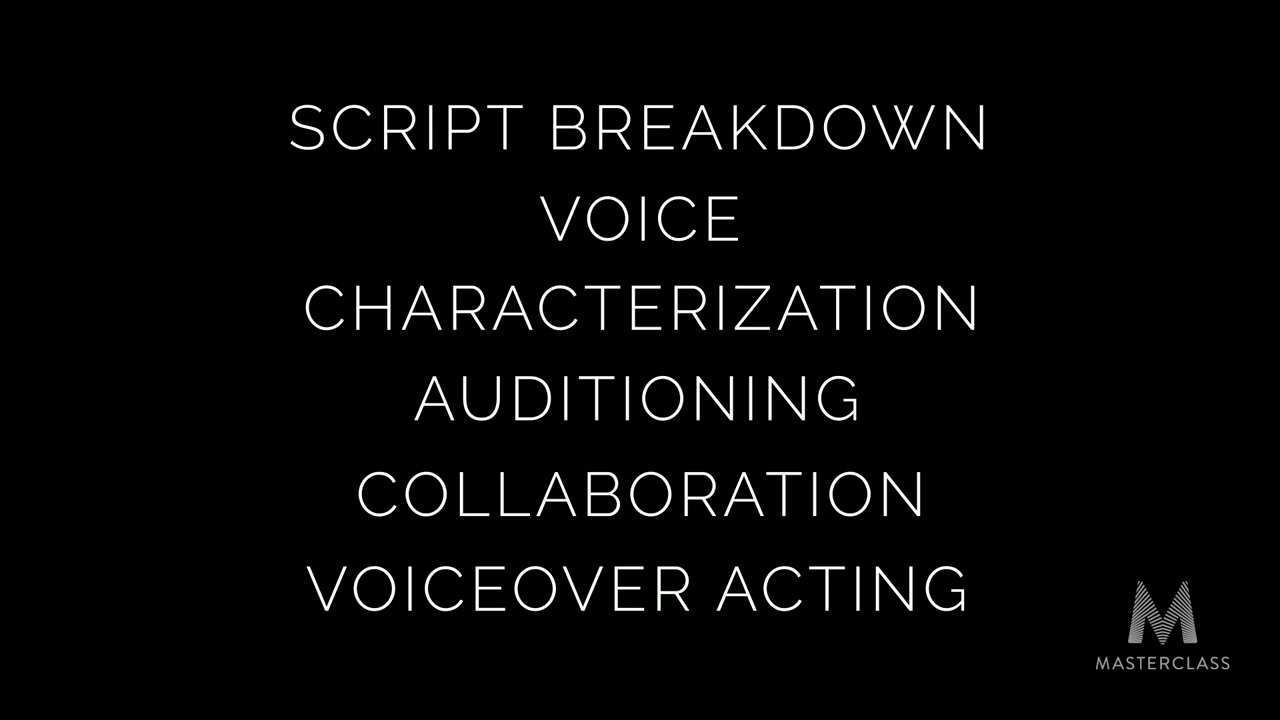 SCRIPT BREAKDOWN
VOICE
CHARACTERIZATION
AUDITIONING
COLLABORATION
VOICEOVER ACTING
MASTERCLASS